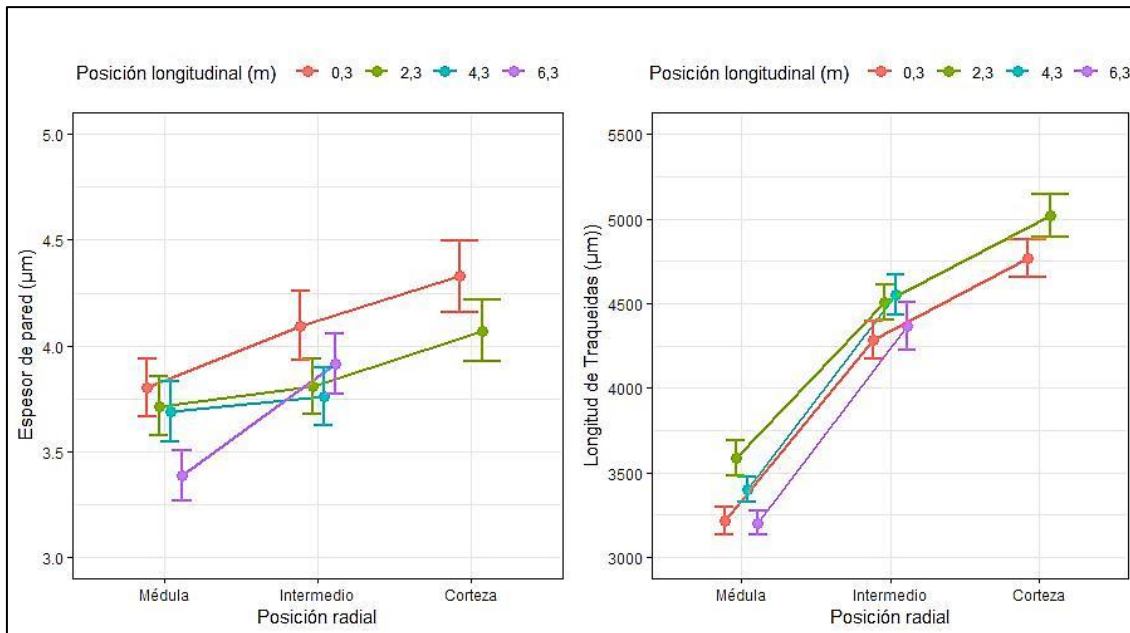 Posición longitudinal (m) 0,3 2,3 4,3 6,3
Espesor de pared (µm)
5.0
4.5
4.0
3.5
3.0
Médula Intermedio Corteza
Posición radial
Posición longitudinal (m) 0,3 2,3 4,3 6,3
Longitud de Traqueidas (µm))
5500
5000
4500
4000
3500
3000
Médula Intermedio Corteza
Posición radial